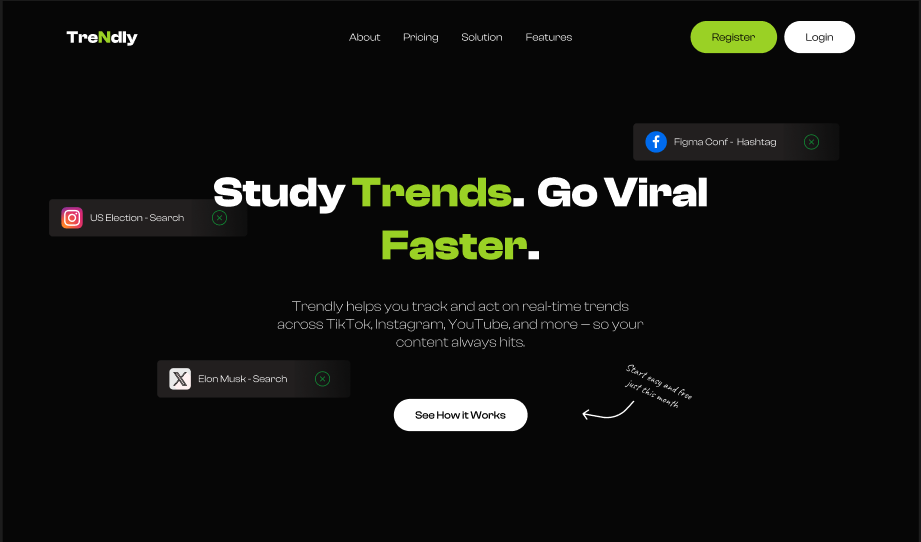 TreNdly
About
Pricing
Solution
Features
Register
Login
Figma Conf - Hashtag
Study Trends. Go Viral
US Election - Search
Faster.
Trendly helps you track and act on real-time trends
across TikTok, Instagram, YouTube, and more — so your
content always hits.
Elon Musk - Search
Start easy and free
just this month
See How it Works